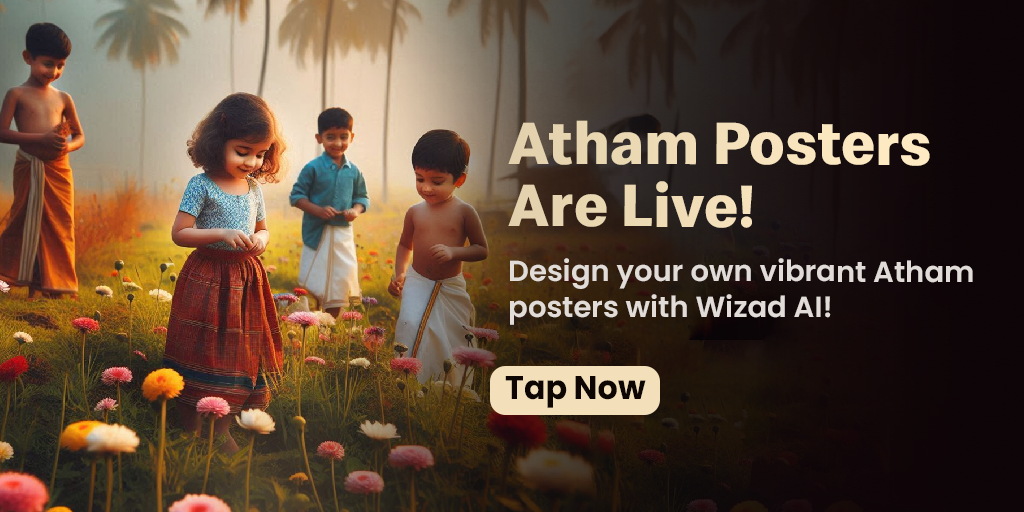 Atham Posters
Are Live!
Design your own vibrant Atham
posters with Wizad AI!
Tap Now